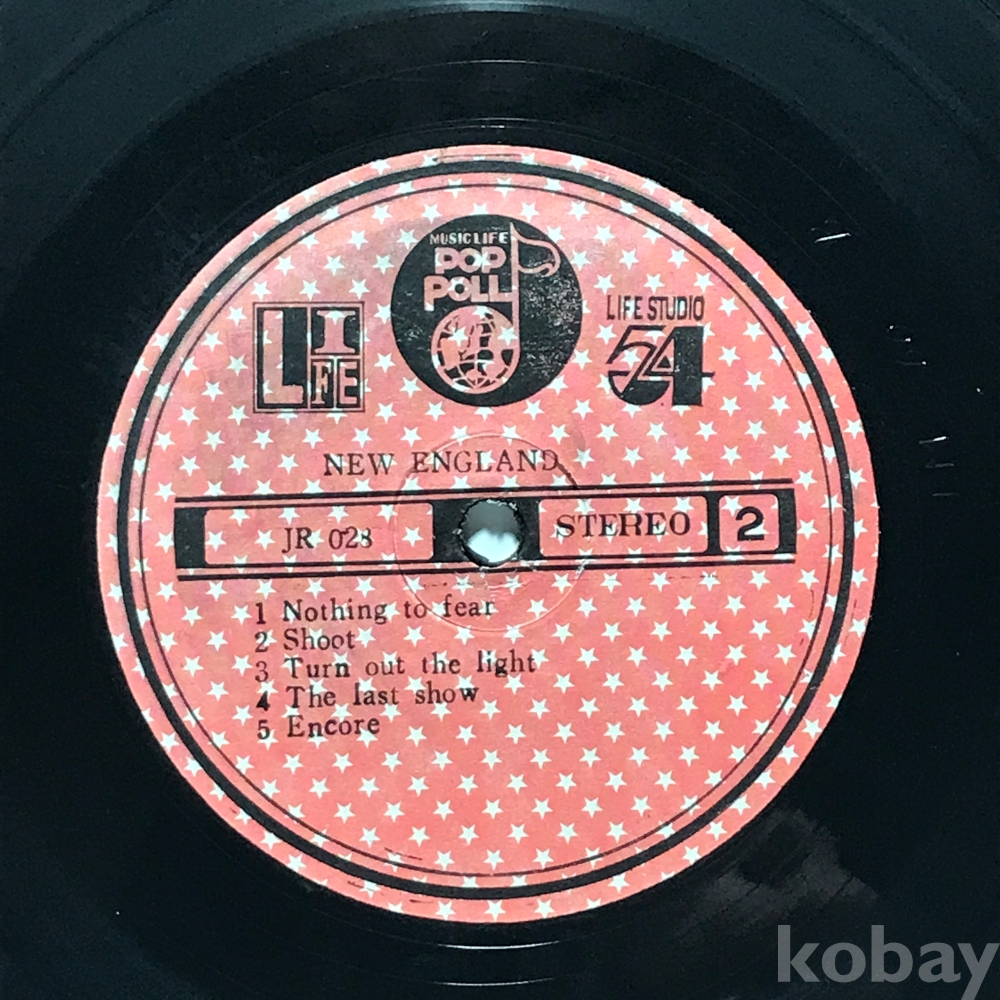 MUSIC LIFE
POP
POLL
LIFE
LIFE STUDIO
54
NEW ENGLAND
JR 028
STEREO
2
1 Nothing to fear
2 Shoot
3 Turn out the light
4 The last show
5 Encore
kobay